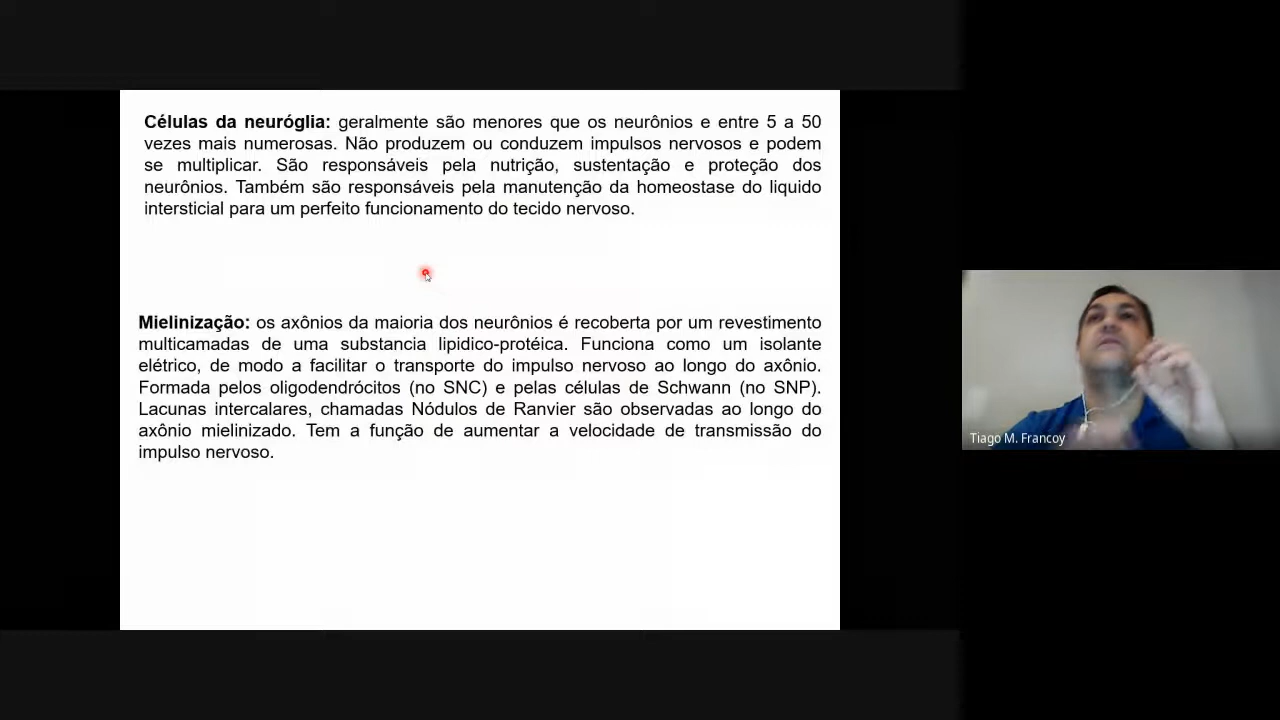 Células da neuróglia: geralmente são menores que os neurônios e entre 5 a 50
vezes mais numerosas. Não produzem ou conduzem impulsos nervosos e podem
se multiplicar. São responsáveis pela nutrição, sustentação e proteção dos
neurônios. Também são responsáveis pela manutenção da homeostase do liquido
intersticial para um perfeito funcionamento do tecido nervoso.
Mielinização: os axônios da maioria dos neurônios é recoberta por um revestimento
multicamadas de uma substancia lipidico-protéica. Funciona como um isolante
elétrico, de modo a facilitar o transporte do impulso nervoso ao longo do axônio.
Formada pelos oligodendrócitos (no SNC) e pelas células de Schwann (no SNP).
Lacunas intercalares, chamadas Nódulos de Ranvier são observadas ao longo do
axônio mielinizado. Tem a função de aumentar a velocidade de transmissão do
impulso nervoso.
Tiago M. Francoy